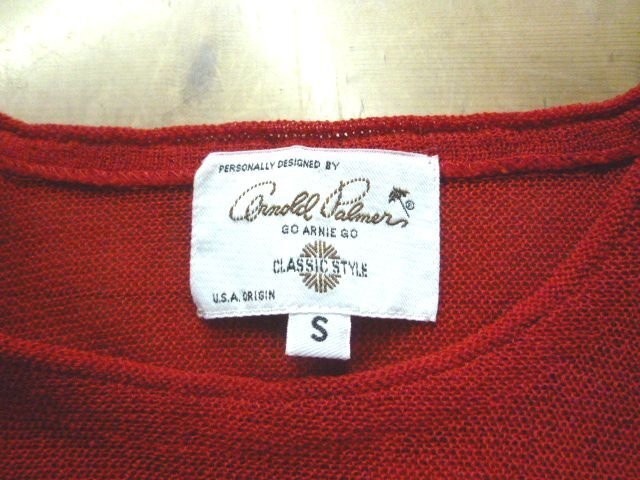 PERSONALLY DESIGNED BY
Arnold Palmer ®
GO ARNIE GO
CLASSIC STYLE
U.S.A. ORIGIN
S